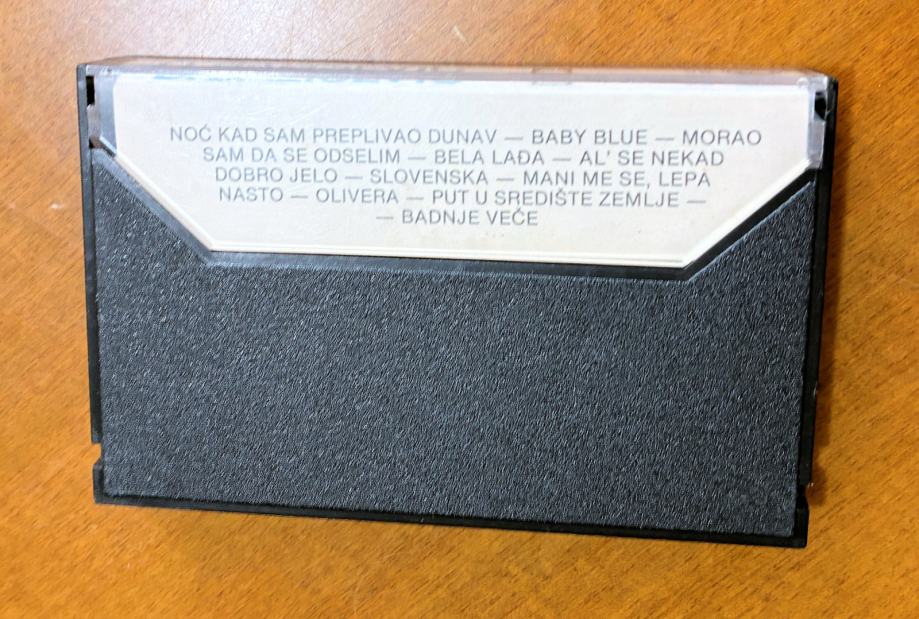 NOĆ KAD SAM PREPLIVAO DUNAV — BABY BLUE — MORAO
SAM DA SE ODSELIM — BELA LAĐA — AL' SE NEKAD
DOBRO JELO — SLOVENSKA — MANI ME SE, LEPA
NASTO — OLIVERA — PUT U SREDIŠTE ZEMLJE —
— BADNJE VEČE